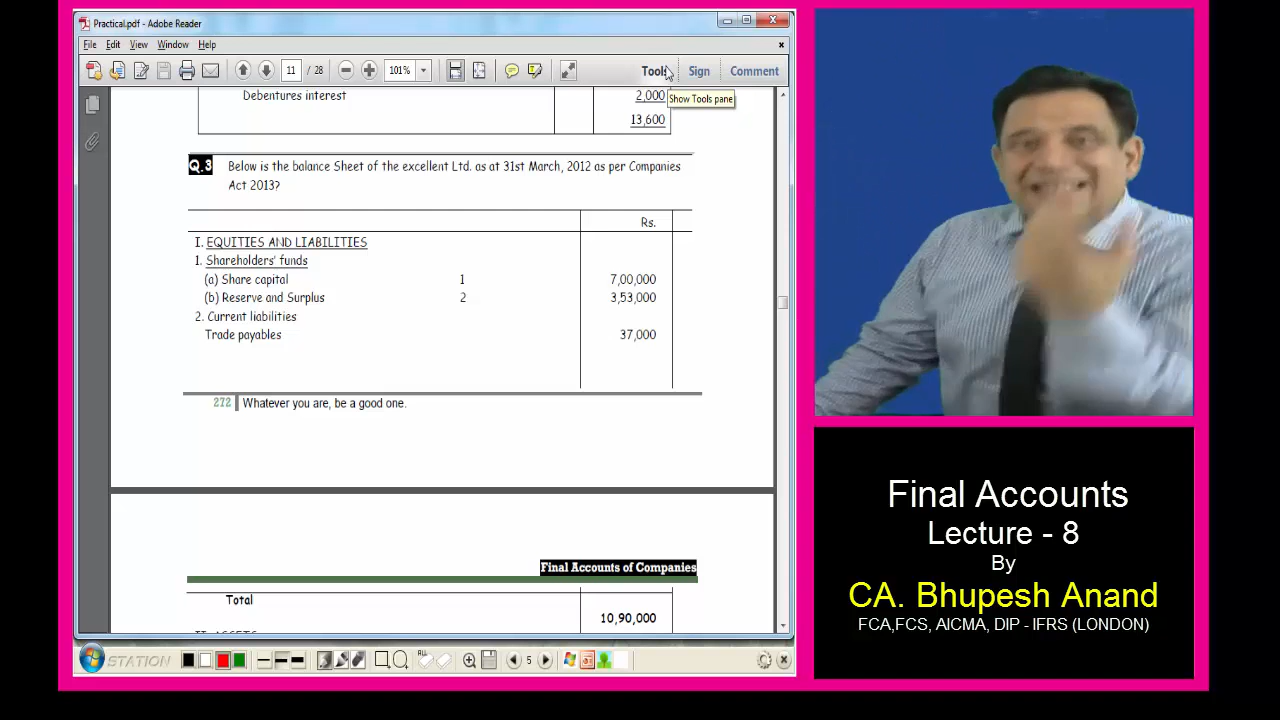 Practical.pdf - Adobe Reader
File Edit View Window Help
11 / 28 101% Tools Sign Comment
Show Tools pane
Debentures interest 2,000
13,600
Q.3 Below is the balance Sheet of the excellent Ltd. as at 31st March, 2012 as per Companies
Act 2013?
Rs.
I. EQUITIES AND LIABILITIES
1. Shareholders' funds
(a) Share capital 1 7,00,000
(b) Reserve and Surplus 2 3,53,000
2. Current liabilities
Trade payables 37,000
272 Whatever you are, be a good one.
Final Accounts of Companies
Total
10,90,000
II. ASSETS
STATION 5
Final Accounts
Lecture - 8
By
CA. Bhupesh Anand
FCA,FCS, AICMA, DIP - IFRS (LONDON)